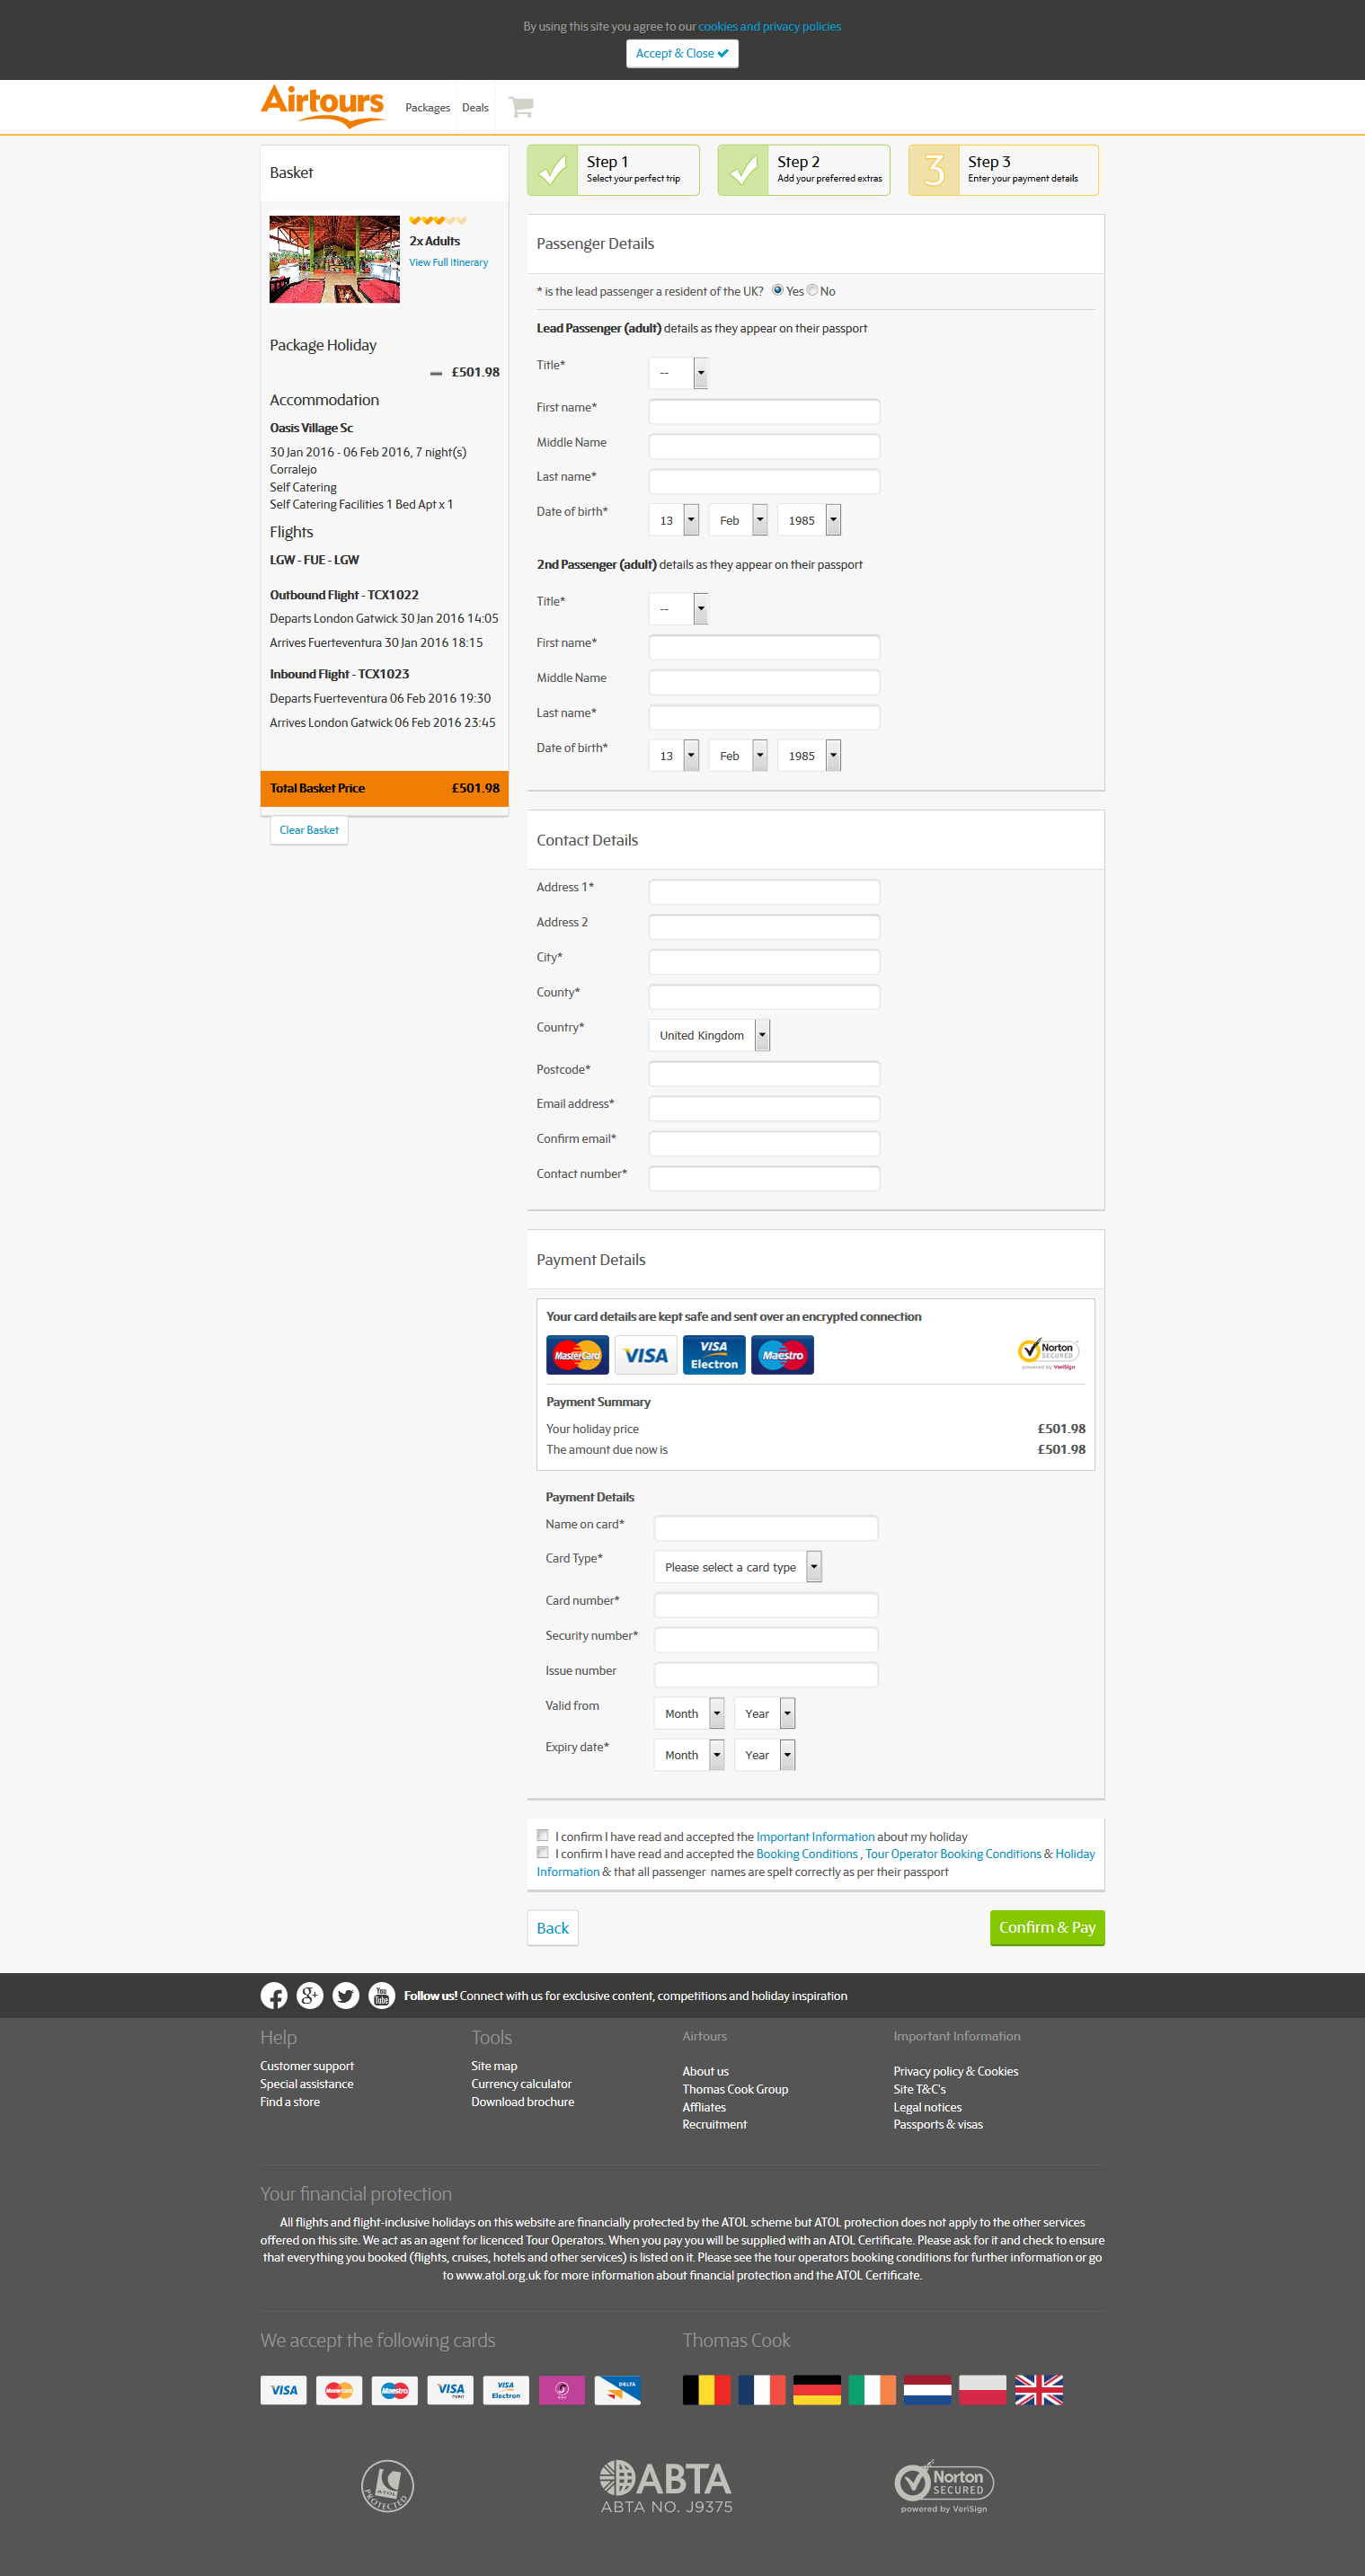 By using this site you agree to our cookies and privacy policies
Accept & Close
Airtours
Packages
Deals
Basket
2x Adults
View Full Itinerary
Package Holiday
£501.98
Accommodation
Oasis Village Sc
30 Jan 2016 - 06 Feb 2016, 7 night(s)
Corralejo
Self Catering
Self Catering Facilities 1 Bed Apt x 1
Flights
LGW - FUE - LGW
Outbound Flight - TCX1022
Departs London Gatwick 30 Jan 2016 14:05
Arrives Fuerteventura 30 Jan 2016 18:15
Inbound Flight - TCX1023
Departs Fuerteventura 06 Feb 2016 19:30
Arrives London Gatwick 06 Feb 2016 23:45
Total Basket Price £501.98
Clear Basket
Step 1
Select your perfect trip
Step 2
Add your preferred extras
3
Step 3
Enter your payment details
Passenger Details
* is the lead passenger a resident of the UK? Yes No
Lead Passenger (adult) details as they appear on their passport
Title* --
First name*
Middle Name
Last name*
Date of birth* 13 Feb 1985
2nd Passenger (adult) details as they appear on their passport
Title* --
First name*
Middle Name
Last name*
Date of birth* 13 Feb 1985
Contact Details
Address 1*
Address 2
City*
County*
Country* United Kingdom
Postcode*
Email address*
Confirm email*
Contact number*
Payment Details
Your card details are kept safe and sent over an encrypted connection
MasterCard
VISA
VISA Electron
Maestro
Norton
SECURED
powered by VeriSign
Payment Summary
Your holiday price £501.98
The amount due now is £501.98
Payment Details
Name on card*
Card Type* Please select a card type
Card number*
Security number*
Issue number
Valid from Month Year
Expiry date* Month Year
I confirm I have read and accepted the Important Information about my holiday
I confirm I have read and accepted the Booking Conditions , Tour Operator Booking Conditions & Holiday
Information & that all passenger names are spelt correctly as per their passport
Back
Confirm & Pay
You Tube
Follow us! Connect with us for exclusive content, competitions and holiday inspiration
Help
Customer support
Special assistance
Find a store
Tools
Site map
Currency calculator
Download brochure
Airtours
About us
Thomas Cook Group
Affliates
Recruitment
Important Information
Privacy policy & Cookies
Site T&C's
Legal notices
Passports & visas
Your financial protection
All flights and flight-inclusive holidays on this website are financially protected by the ATOL scheme but ATOL protection does not apply to the other services
offered on this site. We act as an agent for licenced Tour Operators. When you pay you will be supplied with an ATOL Certificate. Please ask for it and check to ensure
that everything you booked (flights, cruises, hotels and other services) is listed on it. Please see the tour operators booking conditions for further information or go
to www.atol.org.uk for more information about financial protection and the ATOL Certificate.
We accept the following cards
VISA
MasterCard
Maestro
VISA DEBIT
VISA Electron
DELTA
Thomas Cook
ATOL
PROTECTED
ABTA
ABTA NO. J9375
Norton
SECURED
powered by VeriSign